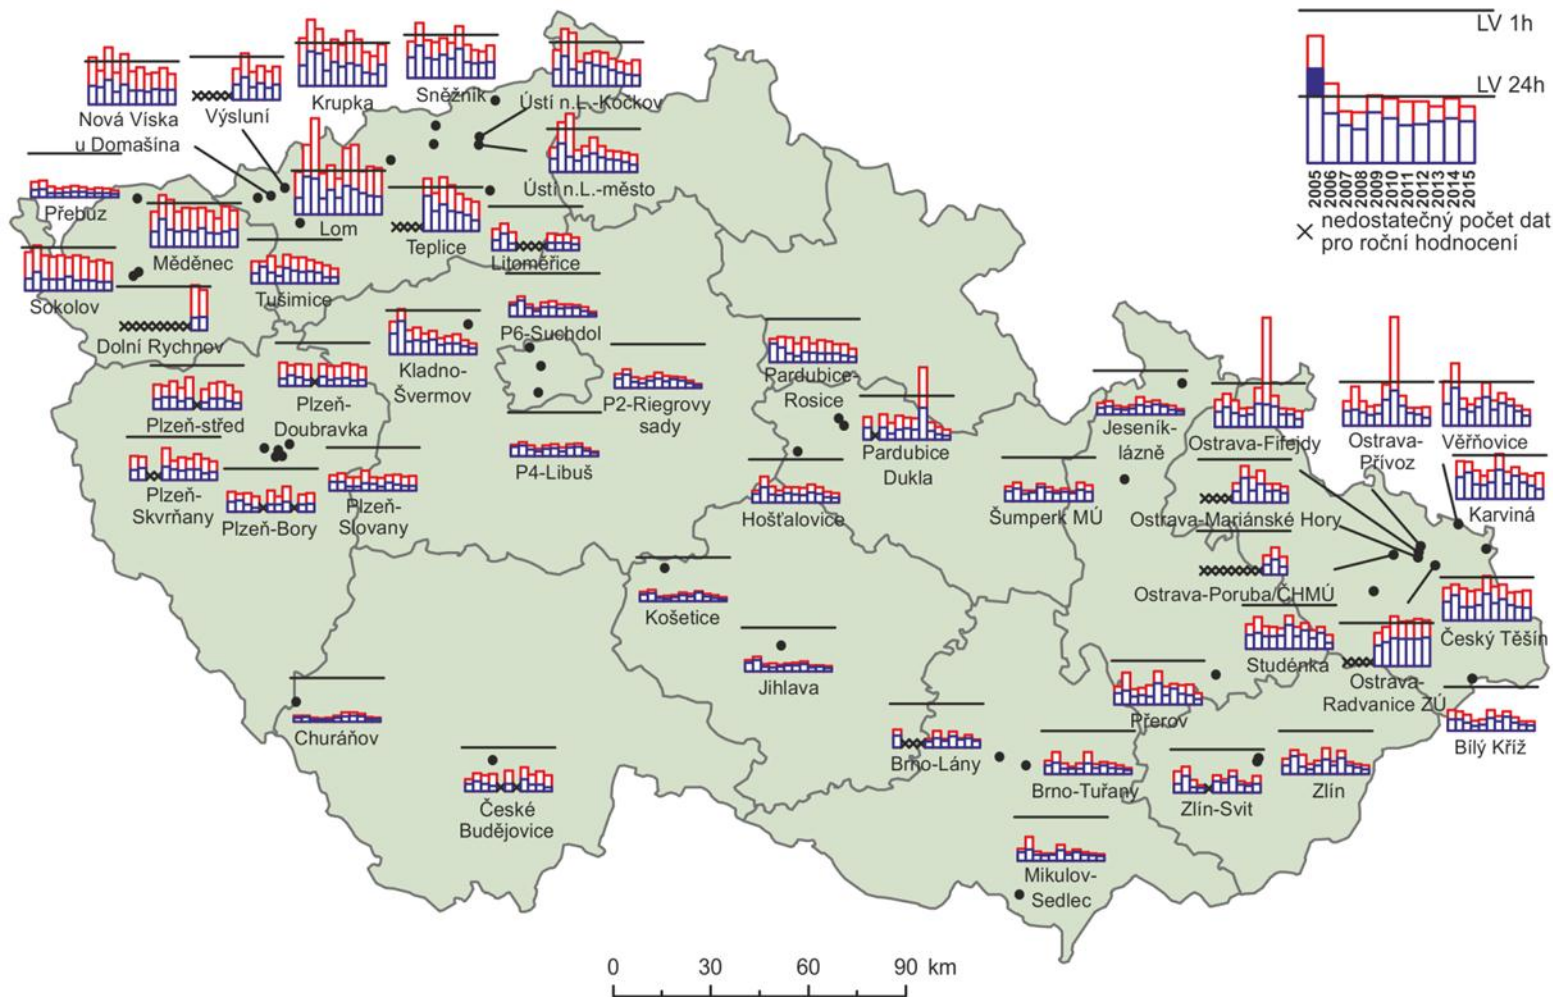 LV 1h
LV 24h
2005
2006
2007
2008
2009
2010
2011
2012
2013
2014
2015
× nedostatečný počet dat
pro roční hodnocení
Nová Víska
u Domašína
Výsluní
Krupka
Sněžník
Ústí n.L.-Kočkov
Ústí n.L.-město
Přebuz
Měděnec
Lom
Teplice
Litoměřice
Sokolov
Tušimice
Dolní Rychnov
P6-Suchdol
Kladno-
Švermov
P2-Riegrovy
sady
Pardubice-
Rosice
Plzeň-střed
Plzeň-
Doubravka
P4-Libuš
Pardubice
Dukla
Jeseník-
lázně
Ostrava-Fifejdy
Ostrava-
Přívoz
Věřňovice
Plzeň-
Skvrňany
Plzeň-Bory
Plzeň-
Slovany
Hošťalovice
Šumperk MÚ
Ostrava-Mariánské Hory
Karviná
Košetice
Ostrava-Poruba/ČHMÚ
Český Těšín
Jihlava
Studénka
Ostrava-
Radvanice ZÚ
Churáňov
Přerov
Bílý Kříž
Brno-Lány
Brno-Tuřany
Zlín-Svit
Zlín
České
Budějovice
Mikulov-
Sedlec
0 30 60 90 km